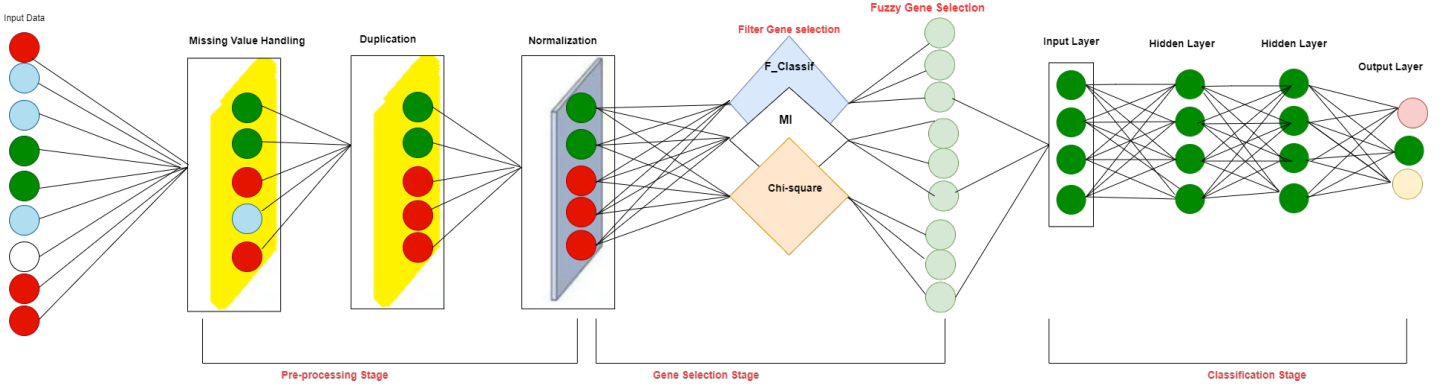 Input Data
Missing Value Handling
Duplication
Normalization
Filter Gene selection
Fuzzy Gene Selection
F_Classif
MI
Chi-square
Input Layer
Hidden Layer
Hidden Layer
Output Layer
Pre-processing Stage
Gene Selection Stage
Classification Stage